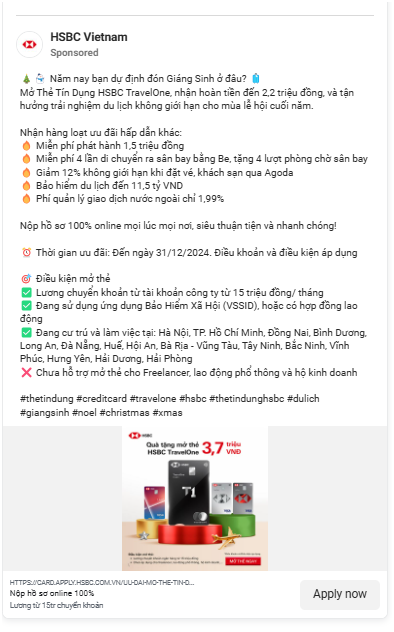 HSBC Vietnam
Sponsored
🎄 ⛄ Năm nay bạn dự định đón Giáng Sinh ở đâu? 🧳
Mở Thẻ Tín Dụng HSBC TravelOne, nhận hoàn tiền đến 2,2 triệu đồng, và tận
hưởng trải nghiệm du lịch không giới hạn cho mùa lễ hội cuối năm.
Nhận hàng loạt ưu đãi hấp dẫn khác:
🔥 Miễn phí phát hành 1,5 triệu đồng
🔥 Miễn phí 4 lần di chuyển ra sân bay bằng Be, tặng 4 lượt phòng chờ sân bay
🔥 Giảm 12% không giới hạn khi đặt vé, khách sạn qua Agoda
🔥 Bảo hiểm du lịch đến 11,5 tỷ VND
🔥 Phí quản lý giao dịch nước ngoài chỉ 1,99%
Nộp hồ sơ 100% online mọi lúc mọi nơi, siêu thuận tiện và nhanh chóng!
⏰ Thời gian ưu đãi: Đến ngày 31/12/2024. Điều khoản và điều kiện áp dụng
🎯 Điều kiện mở thẻ
✅ Lương chuyển khoản từ tài khoản công ty từ 15 triệu đồng/ tháng
✅ Đang sử dụng ứng dụng Bảo Hiểm Xã Hội (VSSID), hoặc có hợp đồng lao
động
✅ Đang cư trú và làm việc tại: Hà Nội, TP. Hồ Chí Minh, Đồng Nai, Bình Dương,
Long An, Đà Nẵng, Huế, Hội An, Bà Rịa - Vũng Tàu, Tây Ninh, Bắc Ninh, Vĩnh
Phúc, Hưng Yên, Hải Dương, Hải Phòng
❌ Chưa hỗ trợ mở thẻ cho Freelancer, lao động phổ thông và hộ kinh doanh
#thetindung #creditcard #travelone #hsbc #thetindunghsbc #dulich
#giangsinh #noel #christmas #xmas
HSBC
Quà tặng mở thẻ
HSBC TravelOne
3,7 triệu
VNĐ
T1
VISA
VISA
MỞ THẺ NGAY
HTTPS://CARD.APPLY.HSBC.COM.VN/UU-DAI-MO-THE-TIN-D...
Nộp hồ sơ online 100%
Lương từ 15tr chuyển khoản
Apply now